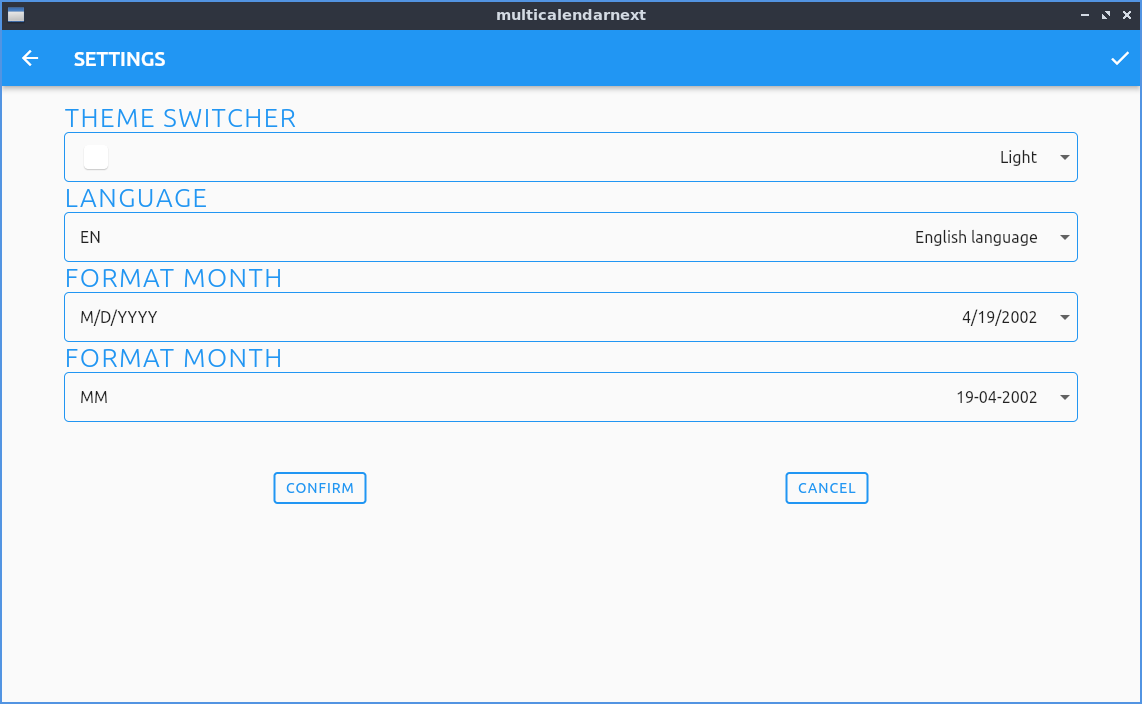 multicalendarnext
SETTINGS
THEME SWITCHER
Light
LANGUAGE
EN English language
FORMAT MONTH
M/D/YYYY 4/19/2002
FORMAT MONTH
MM 19-04-2002
CONFIRM CANCEL